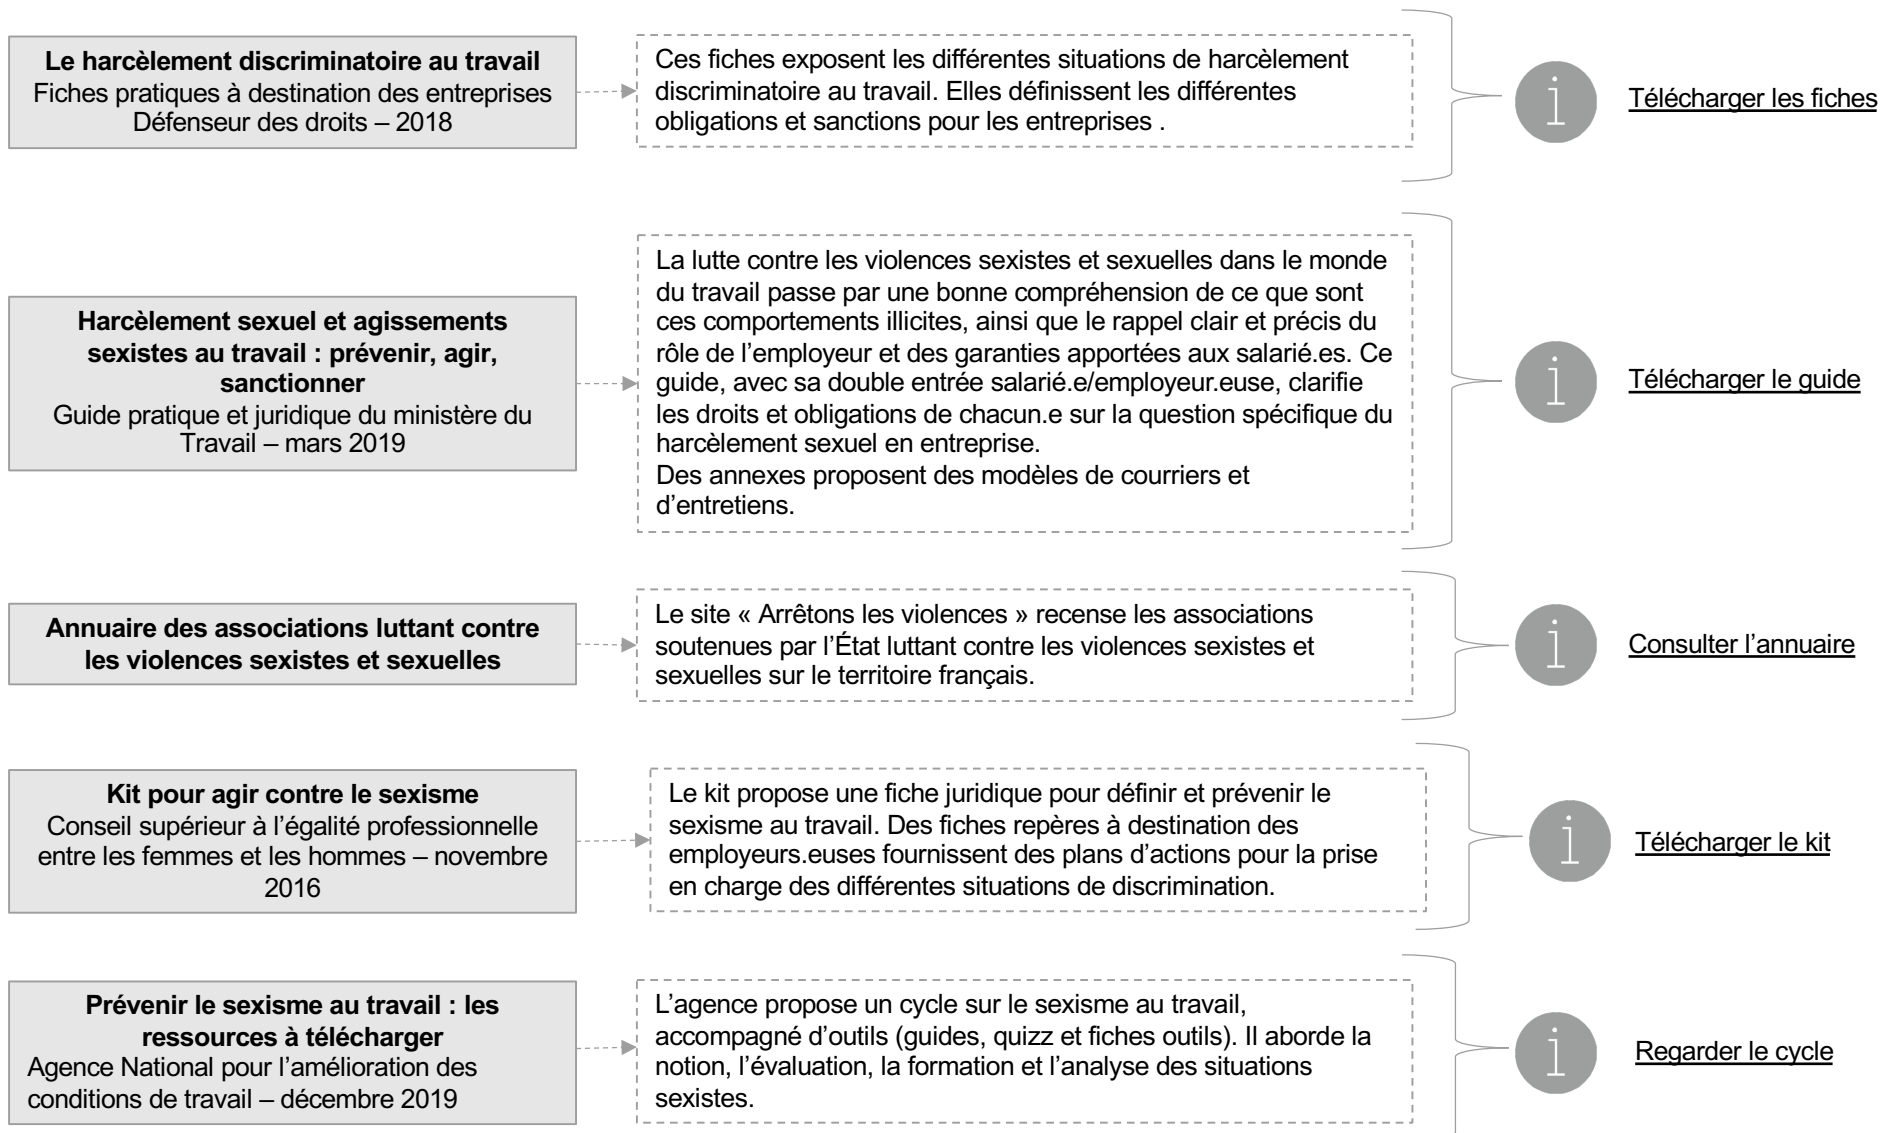 Le harcèlement discriminatoire au travail
Fiches pratiques à destination des entreprises
Défenseur des droits – 2018
Ces fiches exposent les différentes situations de harcèlement
discriminatoire au travail. Elles définissent les différentes
obligations et sanctions pour les entreprises .
Télécharger les fiches
Harcèlement sexuel et agissements
sexistes au travail : prévenir, agir,
sanctionner
Guide pratique et juridique du ministère du
Travail – mars 2019
La lutte contre les violences sexistes et sexuelles dans le monde
du travail passe par une bonne compréhension de ce que sont
ces comportements illicites, ainsi que le rappel clair et précis du
rôle de l’employeur et des garanties apportées aux salarié.es. Ce
guide, avec sa double entrée salarié.e/employeur.euse, clarifie
les droits et obligations de chacun.e sur la question spécifique du
harcèlement sexuel en entreprise.
Des annexes proposent des modèles de courriers et
d’entretiens.
Télécharger le guide
Annuaire des associations luttant contre
les violences sexistes et sexuelles
Le site « Arrêtons les violences » recense les associations
soutenues par l’État luttant contre les violences sexistes et
sexuelles sur le territoire français.
Consulter l’annuaire
Kit pour agir contre le sexisme
Conseil supérieur à l’égalité professionnelle
entre les femmes et les hommes – novembre
2016
Le kit propose une fiche juridique pour définir et prévenir le
sexisme au travail. Des fiches repères à destination des
employeurs.euses fournissent des plans d’actions pour la prise
en charge des différentes situations de discrimination.
Télécharger le kit
Prévenir le sexisme au travail : les
ressources à télécharger
Agence National pour l’amélioration des
conditions de travail – décembre 2019
L’agence propose un cycle sur le sexisme au travail,
accompagné d’outils (guides, quizz et fiches outils). Il aborde la
notion, l’évaluation, la formation et l’analyse des situations
sexistes.
Regarder le cycle